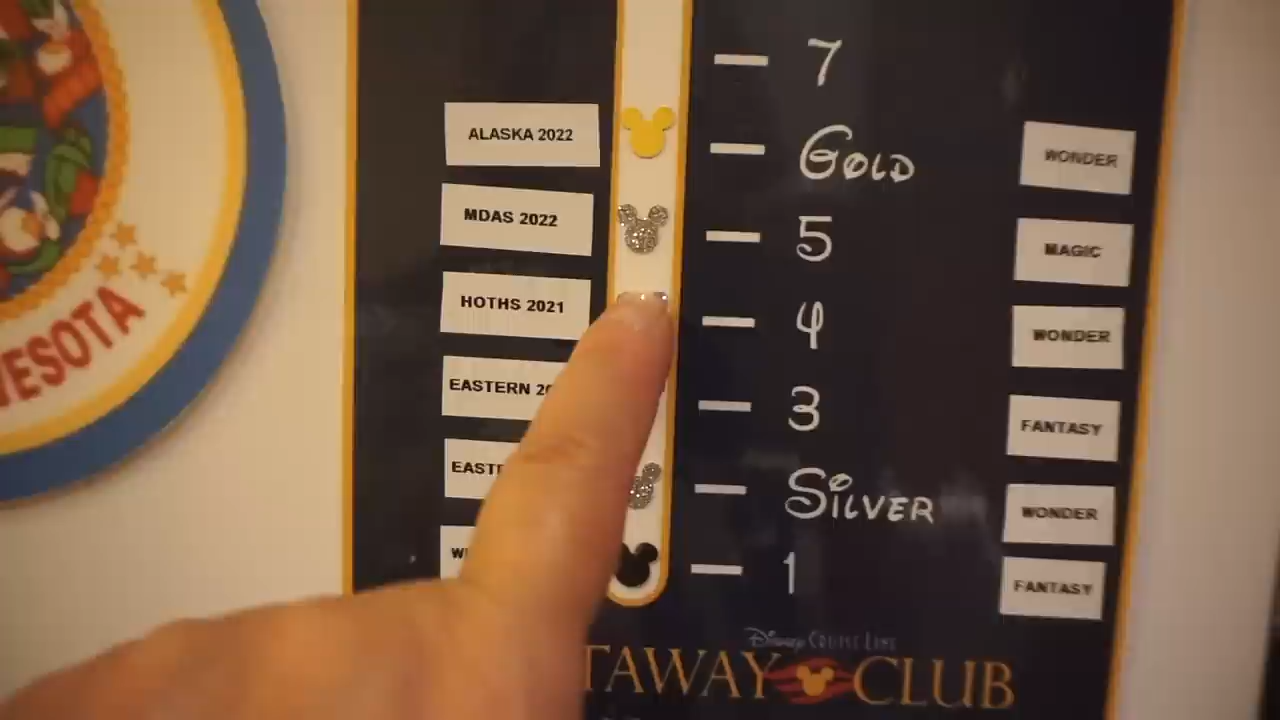 7
ALASKA 2022
GOLD
WONDER
MDAS 2022
5
MAGIC
HOTHS 2021
4
WONDER
EASTERN
3
FANTASY
SILVER
WONDER
1
FANTASY
DISNEY CRUISE LINE
CLUB